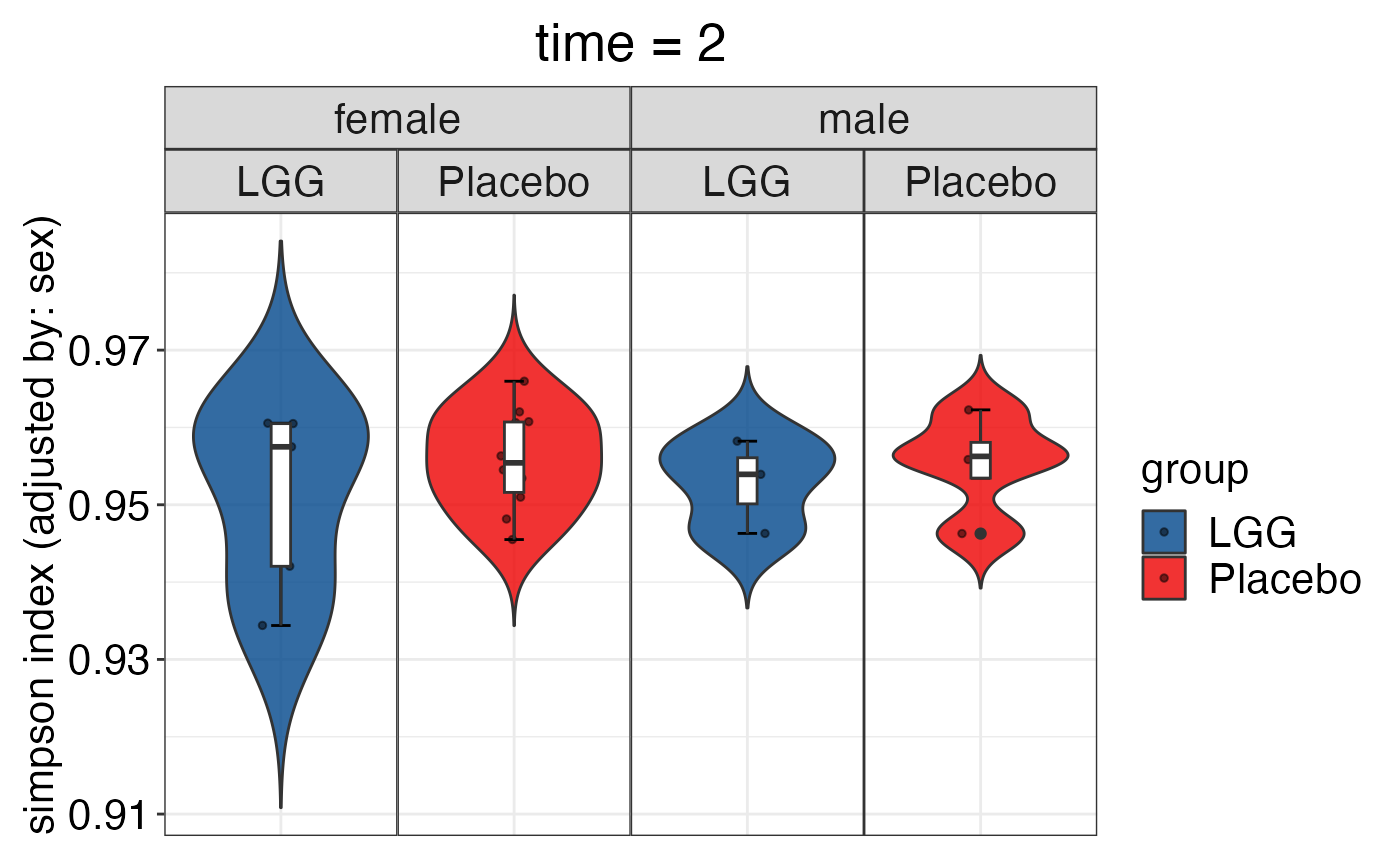 time = 2
female
male
LGG
Placebo
LGG
Placebo
simpson index (adjusted by: sex)
0.97
0.95
0.93
0.91
group
LGG
Placebo